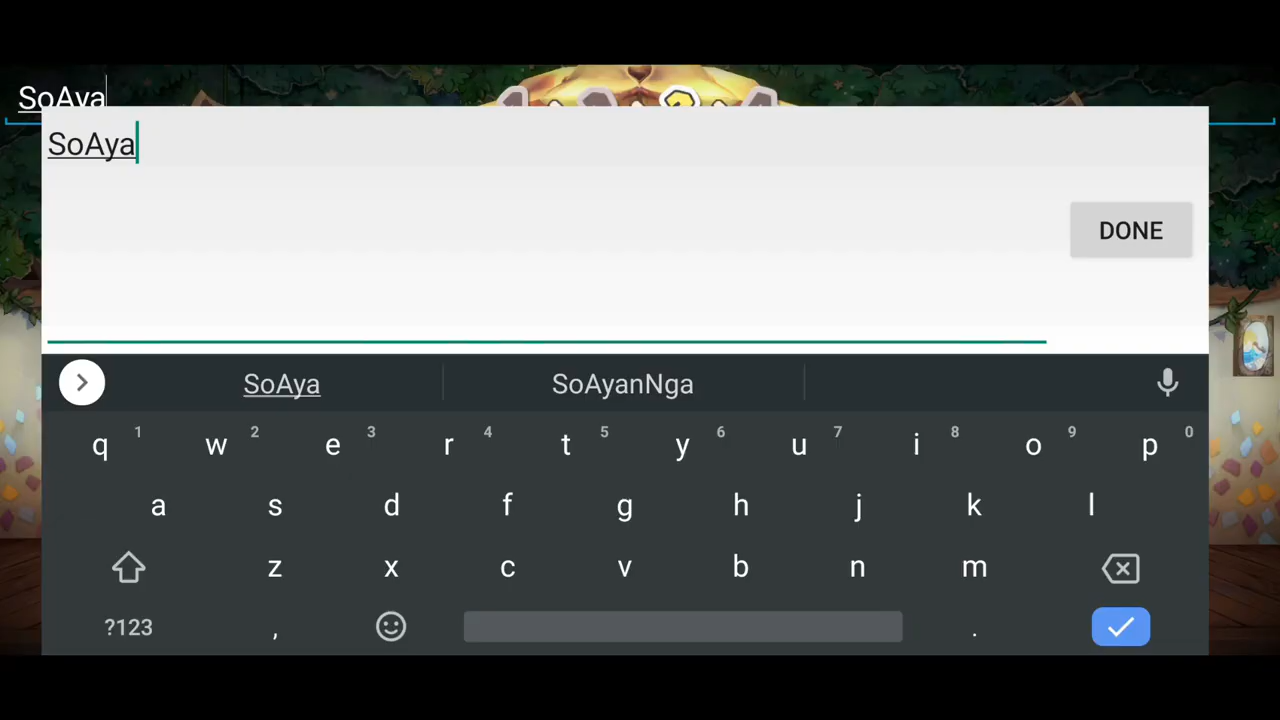 SoAya
SoAya
DONE
SoAya SoAyanNga
q 1 w 2 e 3 r 4 t 5 y 6 u 7 i 8 o 9 p 0
a s d f g h j k l
z x c v b n m
?123 , .